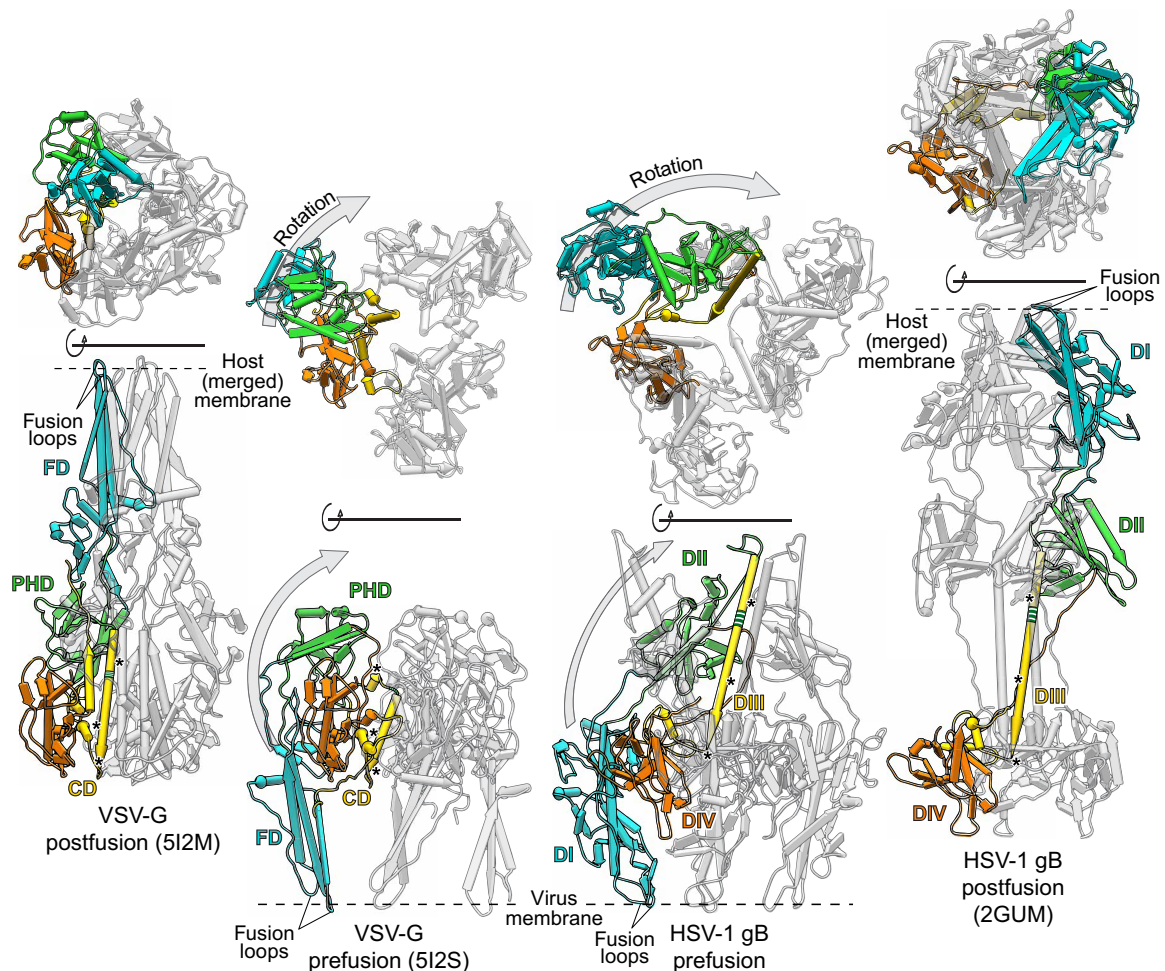 Rotation
Rotation
Fusion
loops
Host
(merged)
membrane
DI
Host
(merged)
membrane
Fusion
loops
FD
PHD
*
*
*
CD
VSV-G
postfusion (5I2M)
PHD
*
*
*
CD
FD
Fusion
loops
VSV-G
prefusion (5I2S)
Virus
membrane
DII
*
*
DIII
*
DIV
DI
Fusion
loops
HSV-1 gB
prefusion
DII
*
*
DIII
*
DIV
HSV-1 gB
postfusion
(2GUM)